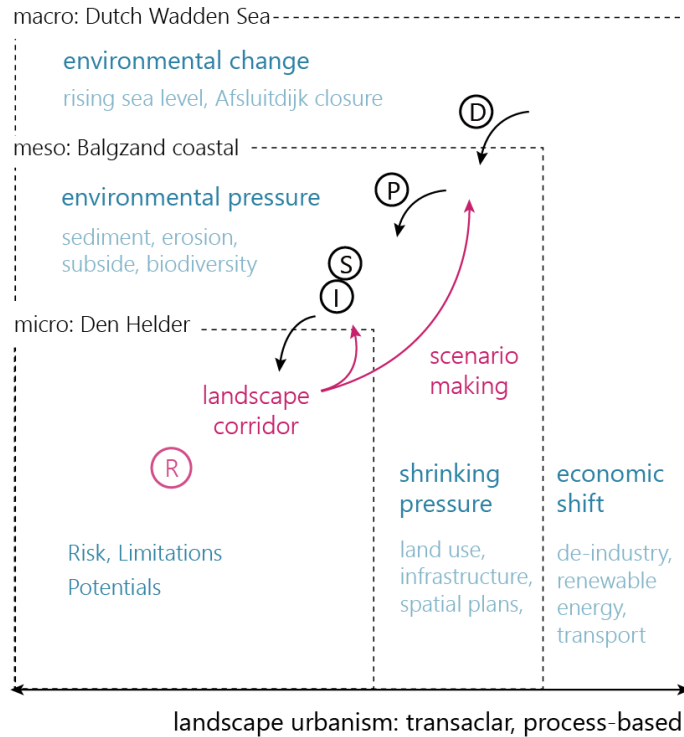 macro: Dutch Wadden Sea
environmental change
rising sea level, Afsluitdijk closure
D
meso: Balgzand coastal
environmental pressure
P
sediment, erosion,
subside, biodiversity
S
I
micro: Den Helder
scenario
making
landscape
corridor
R
shrinking
pressure
economic
shift
Risk, Limitations
Potentials
land use,
infrastructure,
spatial plans,
de-industry,
renewable
energy,
transport
landscape urbanism: transaclar, process-based